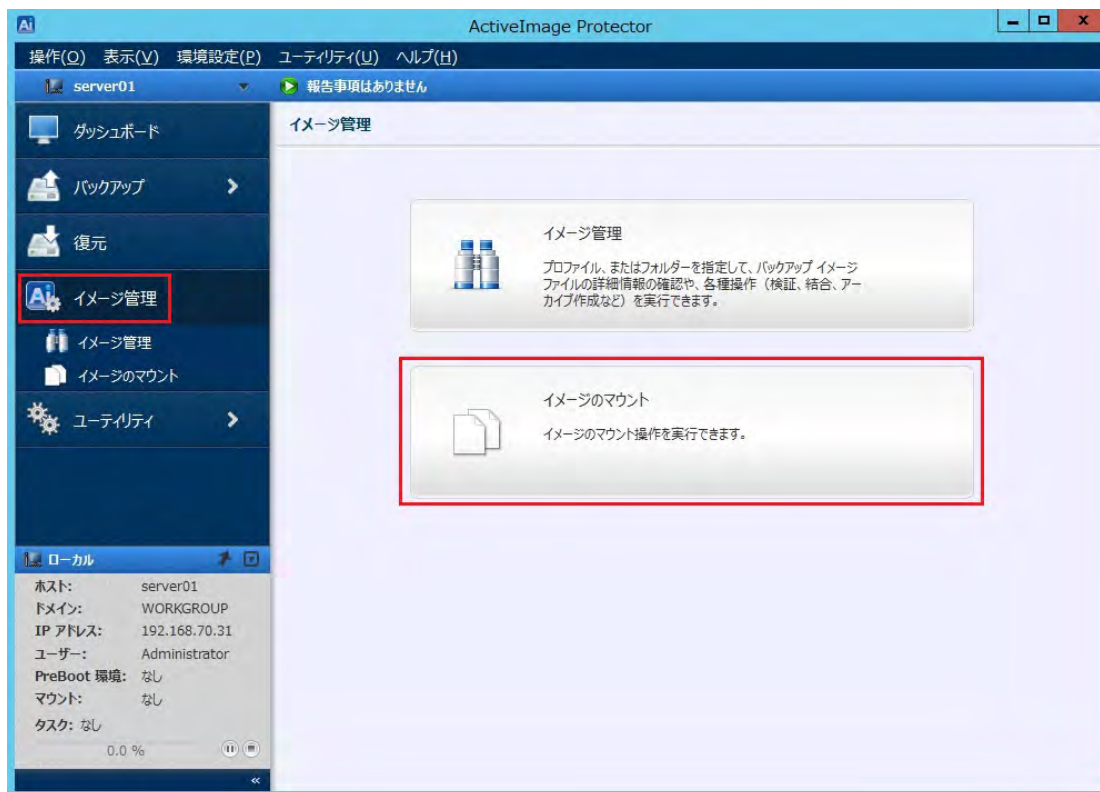 ActiveImage Protector
操作(O) 表示(V) 環境設定(P) ユーティリティ(U) ヘルプ(H)
server01
報告事項はありません
ダッシュボード
バックアップ
復元
イメージ管理
イメージ管理
イメージのマウント
ユーティリティ
イメージ管理
イメージ管理
プロファイル、またはフォルダーを指定して、バックアップ イメージ
ファイルの詳細情報の確認や、各種操作（検証、結合、アー
カイブ作成など）を実行できます。
イメージのマウント
イメージのマウント操作を実行できます。
ローカル
ホスト: server01
ドメイン: WORKGROUP
IP アドレス: 192.168.70.31
ユーザー: Administrator
PreBoot 環境: なし
マウント: なし
タスク: なし
0.0 %